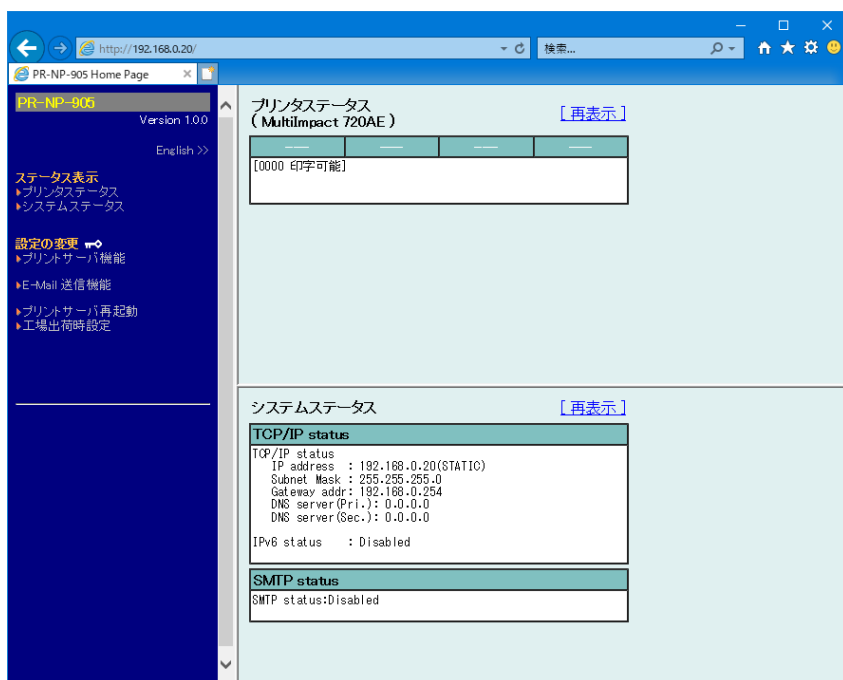 http://192.168.0.20/
検索...
PR-NP-905 Home Page
PR-NP-905
Version 1.0.0
English >>
ステータス表示
プリンタステータス
システムステータス
設定の変更
プリントサーバ機能
E-Mail 送信機能
プリントサーバ再起動
工場出荷時設定
プリンタステータス
( MultiImpact 720AE )
[ 再表示 ]
---- ---- ---- ----
[0000 印字可能]
システムステータス
[ 再表示 ]
TCP/IP status
TCP/IP status
IP address : 192.168.0.20(STATIC)
Subnet Mask : 255.255.255.0
Gateway addr: 192.168.0.254
DNS server(Pri.): 0.0.0.0
DNS server(Sec.): 0.0.0.0
IPv6 status : Disabled
SMTP status
SMTP status:Disabled